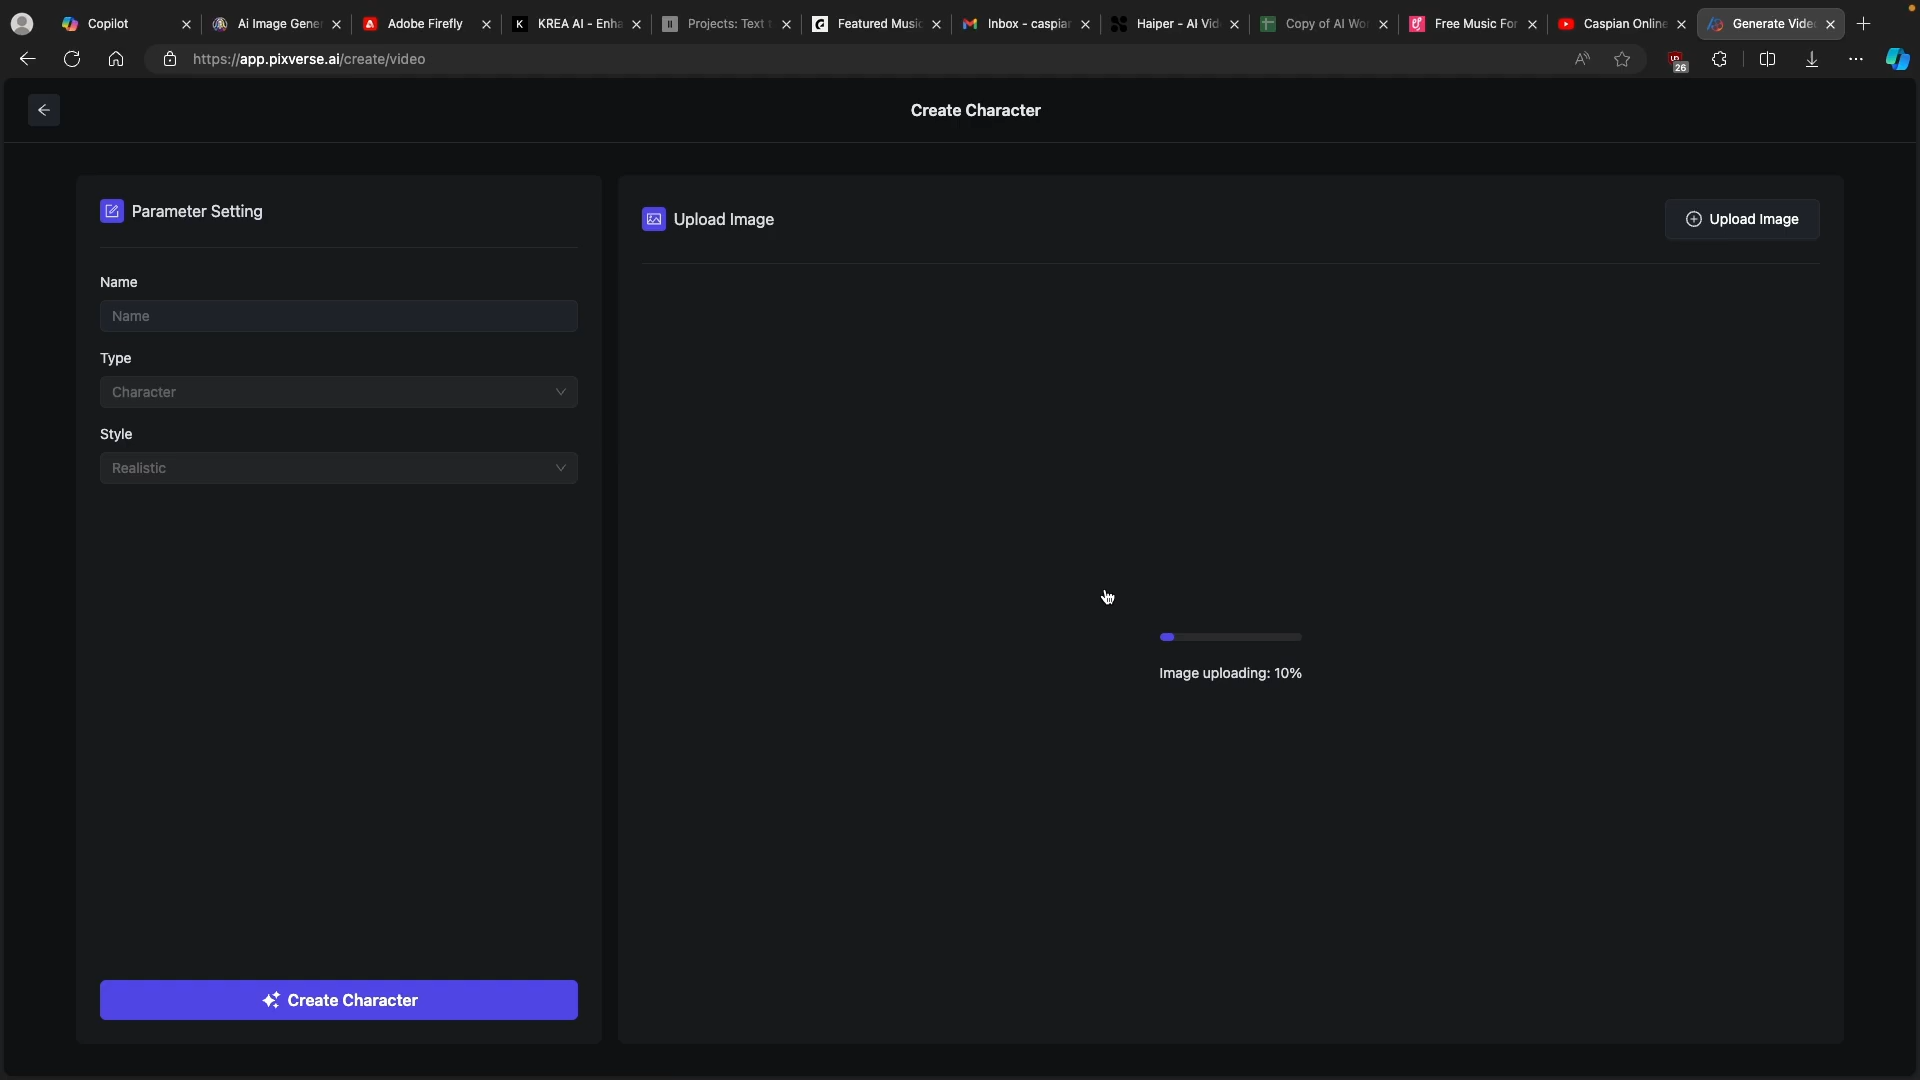 Copilot
Ai Image Gene
Adobe Firefly
KREA AI - Enha
Projects: Text t
Featured Music
Inbox - caspian
Haiper - AI Vid
Copy of AI Wo
Free Music For
Caspian Online
Generate Vide
https://app.pixverse.ai/create/video
26
Create Character
Parameter Setting
Name
Name
Type
Character
Style
Realistic
Create Character
Upload Image
Upload Image
Image uploading: 10%